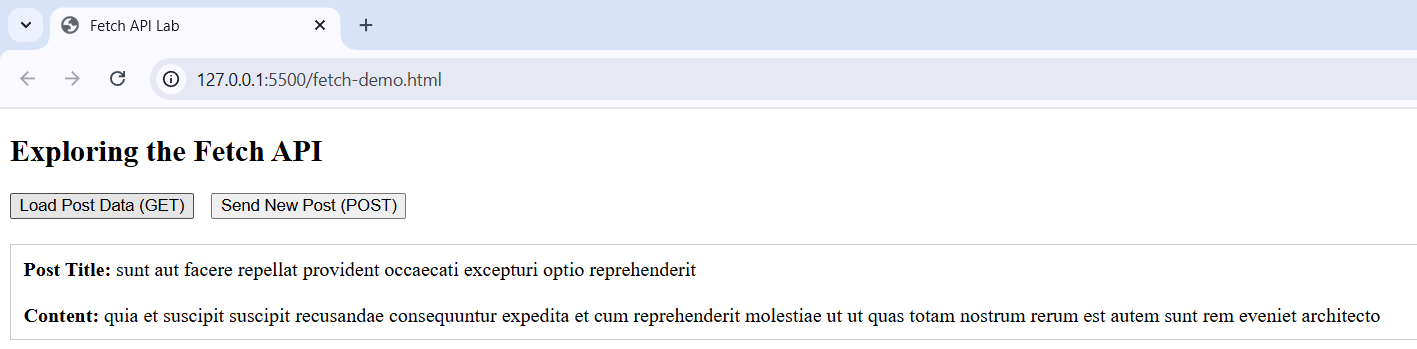 Fetch API Lab
127.0.0.1:5500/fetch-demo.html
Exploring the Fetch API
Load Post Data (GET) Send New Post (POST)
Post Title: sunt aut facere repellat provident occaecati excepturi optio reprehenderit
Content: quia et suscipit suscipit recusandae consequuntur expedita et cum reprehenderit molestiae ut ut quas totam nostrum rerum est autem sunt rem eveniet architecto